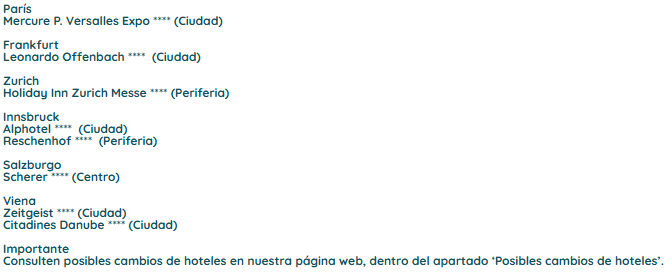 París
Mercure P. Versalles Expo **** (Ciudad)
Frankfurt
Leonardo Offenbach **** (Ciudad)
Zurich
Holiday Inn Zurich Messe **** (Periferia)
Innsbruck
Alphotel **** (Ciudad)
Reschenhof **** (Periferia)
Salzburgo
Scherer **** (Centro)
Viena
Zeitgeist **** (Ciudad)
Citadines Danube **** (Ciudad)
Importante
Consulten posibles cambios de hoteles en nuestra página web, dentro del apartado ‘Posibles cambios de hoteles’.